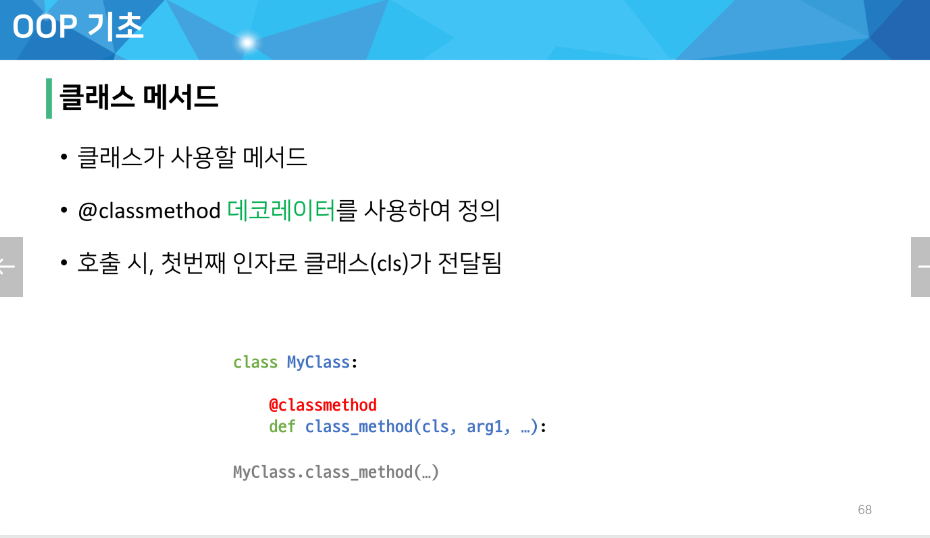 OOP 기초
클래스 메서드
• 클래스가 사용할 메서드
• @classmethod 데코레이터를 사용하여 정의
• 호출 시, 첫번째 인자로 클래스(cls)가 전달됨
class MyClass:
@classmethod
def class_method(cls, arg1, …):
MyClass.class_method(…)
68